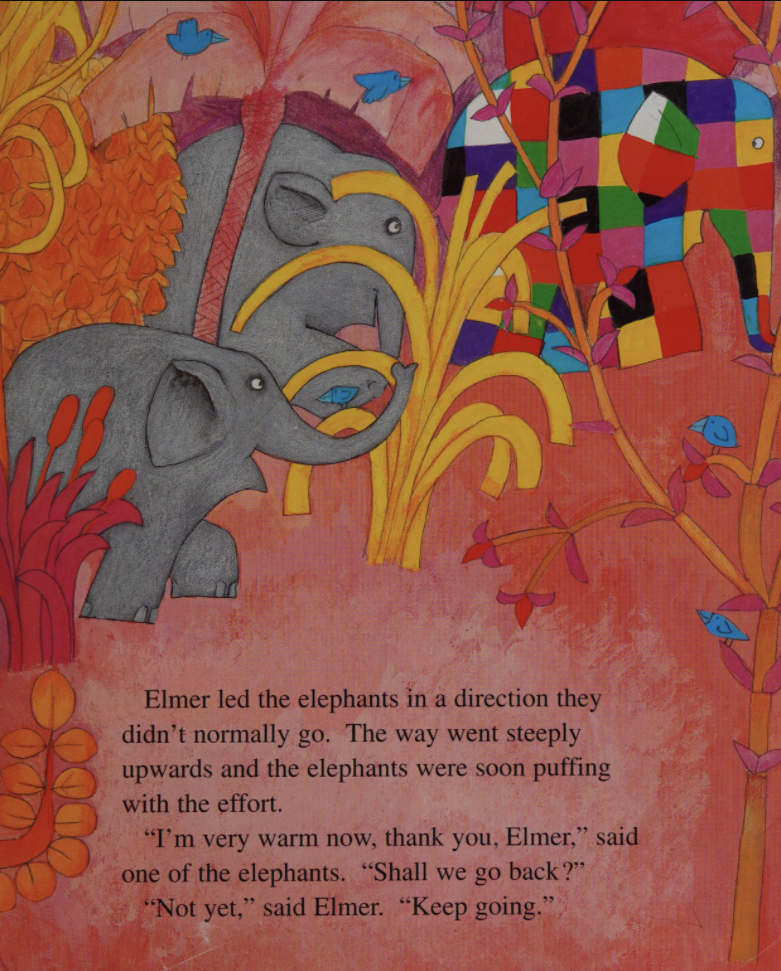 Elmer led the elephants in a direction they
didn’t normally go.  The way went steeply
upwards and the elephants were soon puffing
with the effort.
“I’m very warm now, thank you, Elmer,” said
one of the elephants.  “Shall we go back?”
“Not yet,” said Elmer.  “Keep going.”